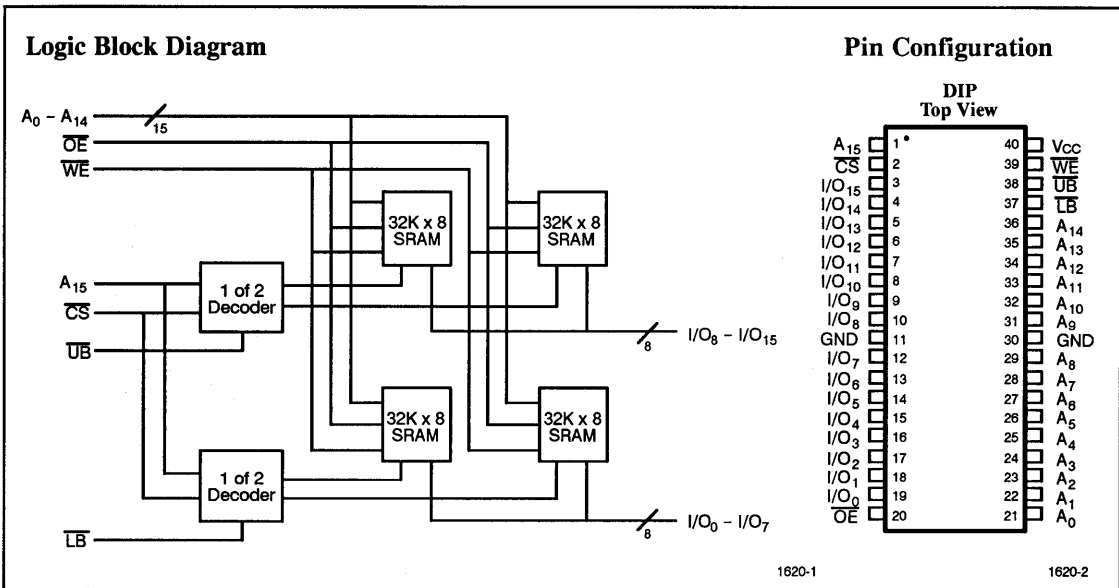 Logic Block Diagram
A0 – A14
15
OE
WE
32K x 8
SRAM
32K x 8
SRAM
A15
CS
UB
1 of 2
Decoder
8
I/O8 – I/O15
32K x 8
SRAM
32K x 8
SRAM
1 of 2
Decoder
LB
8
I/O0 – I/O7
1620-1
Pin Configuration
DIP
Top View
A15 1 40 VCC
CS 2 39 WE
I/O15 3 38 UB
I/O14 4 37 LB
I/O13 5 36 A14
I/O12 6 35 A13
I/O11 7 34 A12
I/O10 8 33 A11
I/O9 9 32 A10
I/O8 10 31 A9
GND 11 30 GND
I/O7 12 29 A8
I/O6 13 28 A7
I/O5 14 27 A6
I/O4 15 26 A5
I/O3 16 25 A4
I/O2 17 24 A3
I/O1 18 23 A2
I/O0 19 22 A1
OE 20 21 A0
1620-2